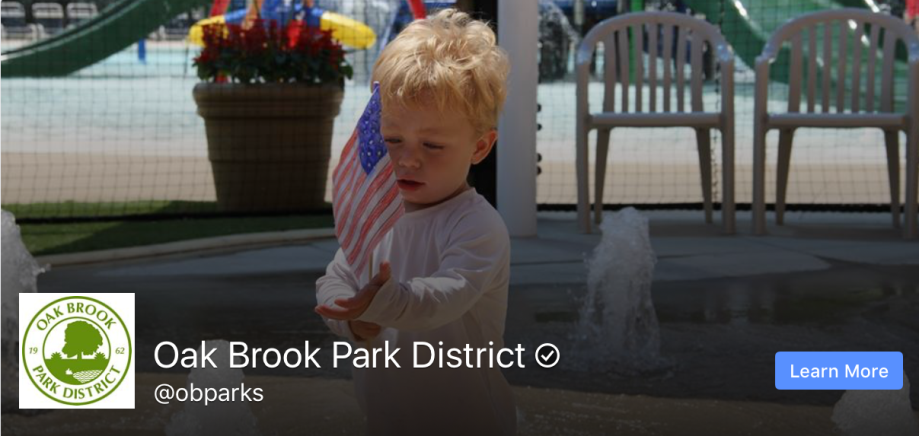 OAK BROOK
19 62
PARK DISTRICT
Oak Brook Park District
@obparks
Learn More